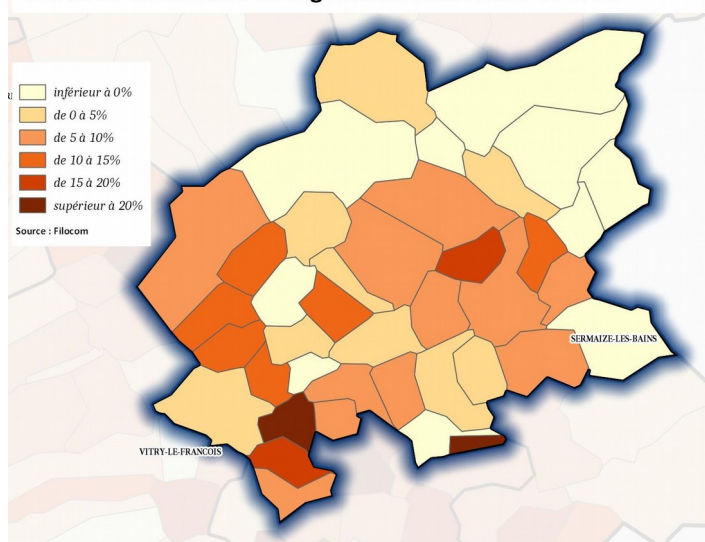 inférieur à 0%
de 0 à 5%
de 5 à 10%
de 10 à 15%
de 15 à 20%
supérieur à 20%
Source : Filocom
SERMAIZE-LES-BAINS
VITRY-LE-FRANCOIS